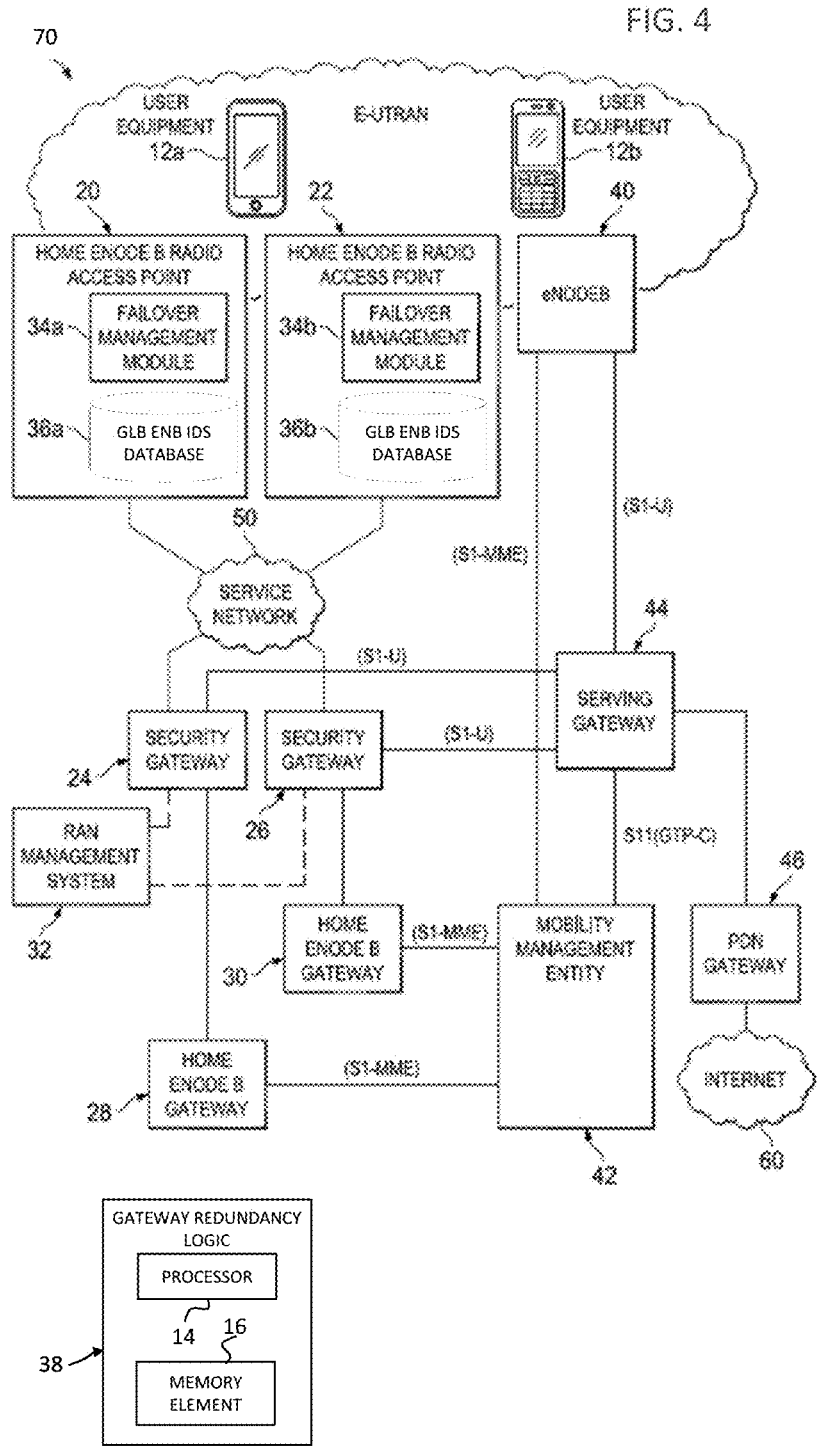 FIG. 4
70
USER
EQUIPMENT
12a
E-UTRAN
USER
EQUIPMENT
12b
20
22
40
HOME ENODE B RADIO
ACCESS POINT
34a
FAILOVER
MANAGEMENT
MODULE
36a
GLB ENB IDS
DATABASE
HOME ENODE B RADIO
ACCESS POINT
34b
FAILOVER
MANAGEMENT
MODULE
36b
GLB ENB IDS
DATABASE
eNODEB
50
SERVICE
NETWORK
(S1-MME)
(S1-U)
44
(S1-U)
SERVING
GATEWAY
SECURITY
GATEWAY
24
SECURITY
GATEWAY
26
(S1-U)
RAN
MANAGEMENT
SYSTEM
32
S11(GTP-C)
46
HOME
ENODE B
GATEWAY
30
(S1-MME)
MOBILITY
MANAGEMENT
ENTITY
PDN
GATEWAY
HOME
ENODE B
GATEWAY
28
(S1-MME)
INTERNET
42
60
GATEWAY REDUNDANCY
LOGIC
PROCESSOR
14
16
38
MEMORY
ELEMENT